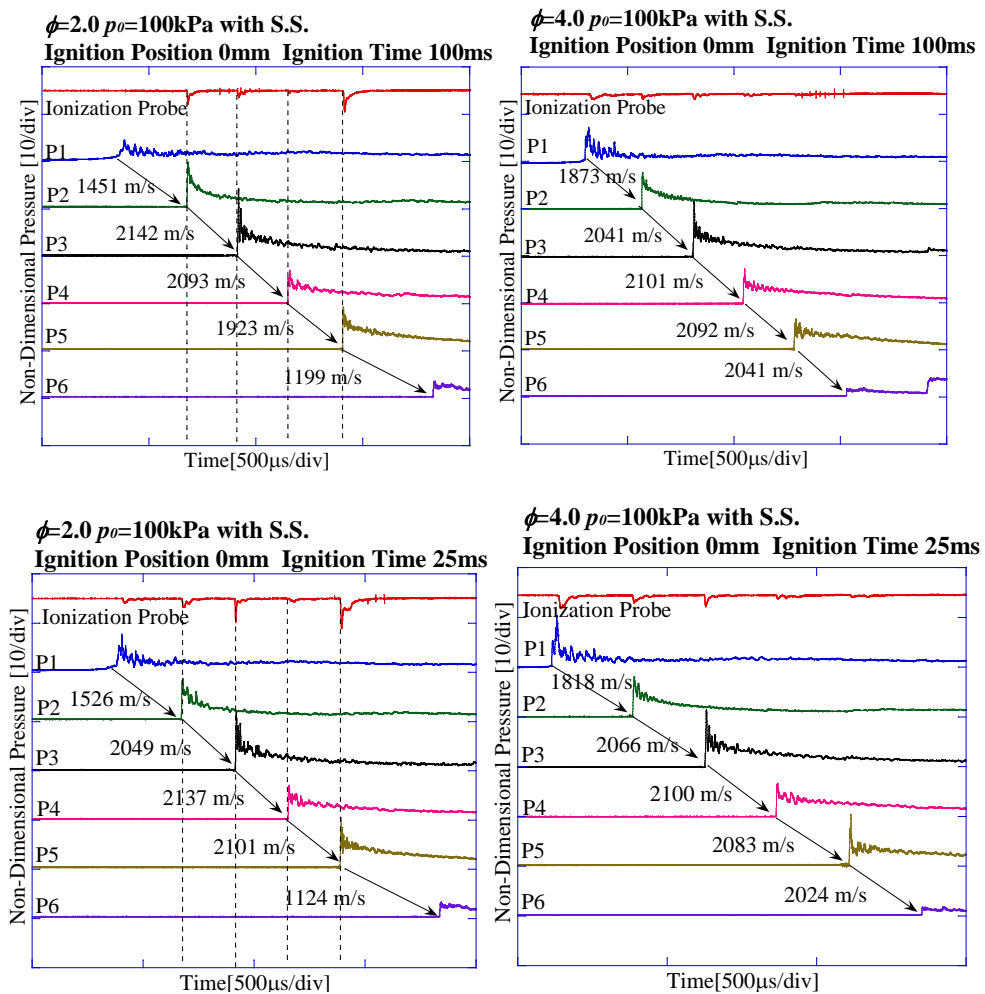 ϕ=2.0 p0=100kPa with S.S.
Ignition Position 0mm Ignition Time 100ms
Non-Dimensional Pressure [10/div]
Ionization Probe
P1
1451 m/s
P2
2142 m/s
P3
2093 m/s
P4
1923 m/s
P5
1199 m/s
P6
Time[500μs/div]
ϕ=4.0 p0=100kPa with S.S.
Ignition Position 0mm Ignition Time 100ms
Non-Dimensional Pressure [10/div]
Ionization Probe
P1
1873 m/s
P2
2041 m/s
P3
2101 m/s
P4
2092 m/s
P5
2041 m/s
P6
Time[500μs/div]
ϕ=2.0 p0=100kPa with S.S.
Ignition Position 0mm Ignition Time 25ms
Non-Dimensional Pressure [10/div]
Ionization Probe
P1
1526 m/s
P2
2049 m/s
P3
2137 m/s
P4
2101 m/s
P5
1124 m/s
P6
Time[500μs/div]
ϕ=4.0 p0=100kPa with S.S.
Ignition Position 0mm Ignition Time 25ms
Non-Dimensional Pressure [10/div]
Ionization Probe
P1
1818 m/s
P2
2066 m/s
P3
2100 m/s
P4
2083 m/s
P5
2024 m/s
P6
Time[500μs/div]